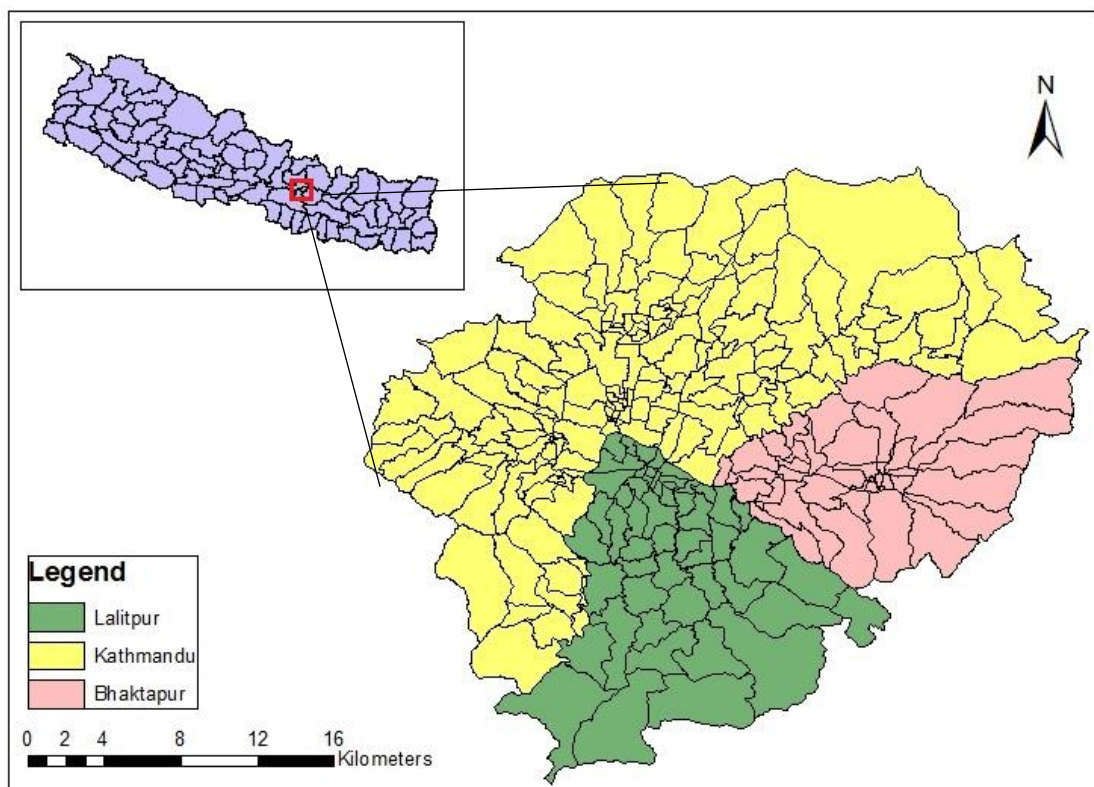 N
Legend
Lalitpur
Kathmandu
Bhaktapur
0 2 4 8 12 16
Kilometers